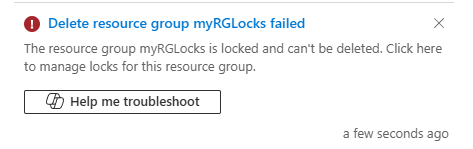 Delete resource group myRGLocks failed
The resource group myRGLocks is locked and can't be deleted. Click here
to manage locks for this resource group.
Help me troubleshoot
a few seconds ago